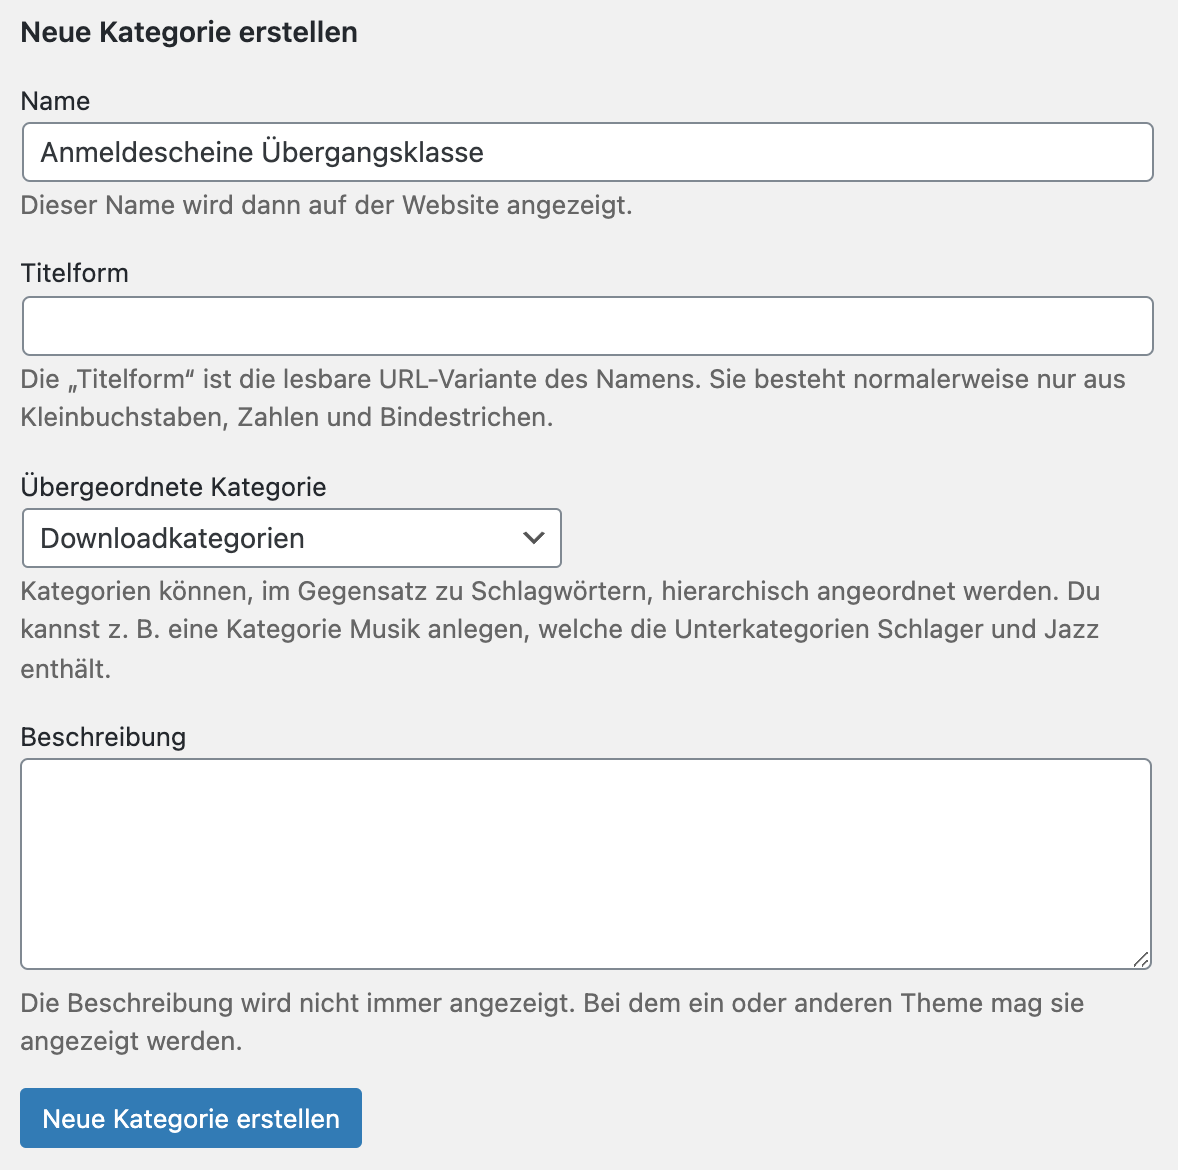 Neue Kategorie erstellen
Name
Anmeldescheine Übergangsklasse
Dieser Name wird dann auf der Website angezeigt.
Titelform
Die „Titelform“ ist die lesbare URL-Variante des Namens. Sie besteht normalerweise nur aus
Kleinbuchstaben, Zahlen und Bindestrichen.
Übergeordnete Kategorie
Downloadkategorien
Kategorien können, im Gegensatz zu Schlagwörtern, hierarchisch angeordnet werden. Du
kannst z. B. eine Kategorie Musik anlegen, welche die Unterkategorien Schlager und Jazz
enthält.
Beschreibung
Die Beschreibung wird nicht immer angezeigt. Bei dem ein oder anderen Theme mag sie
angezeigt werden.
Neue Kategorie erstellen